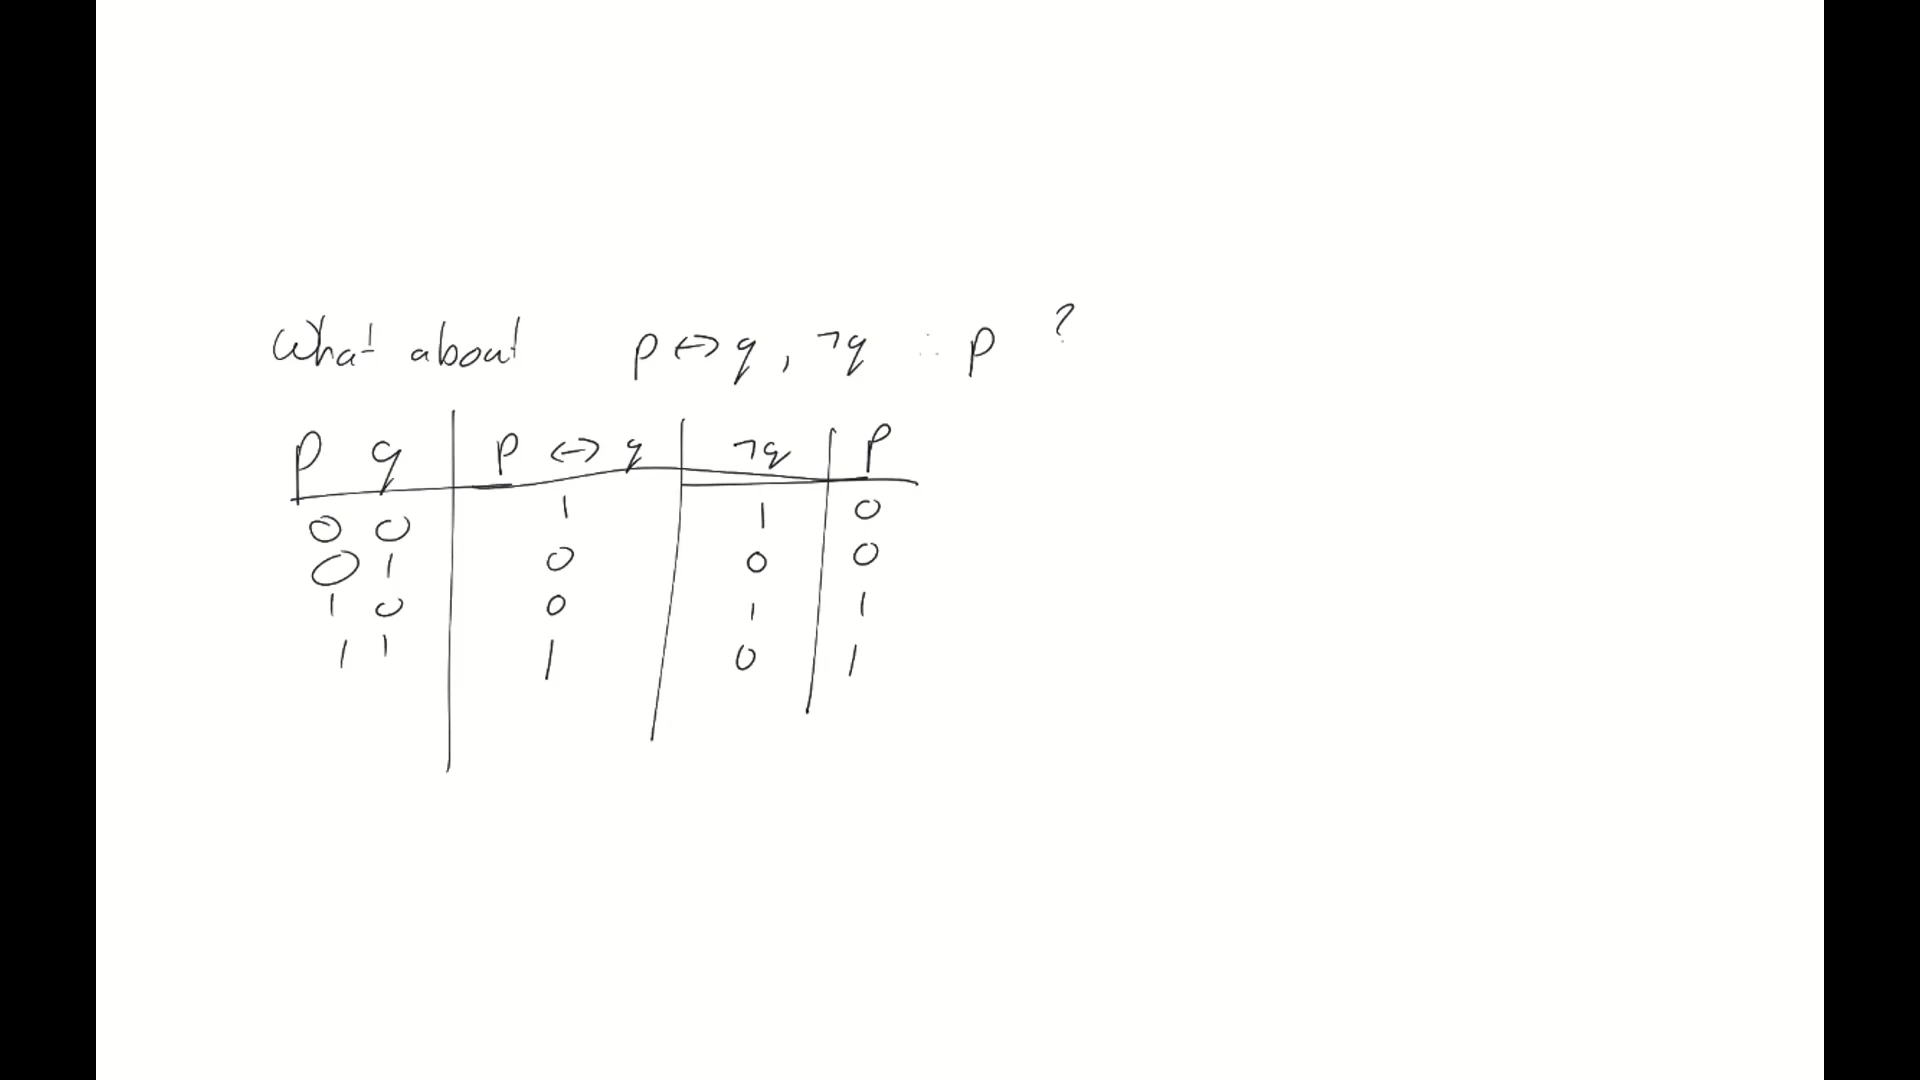 What about p ↔ q, ¬q ∴ p ?
p q p ↔ q ¬q p
0 0 1 1 0
0 1 0 0 0
1 0 0 1 1
1 1 1 0 1